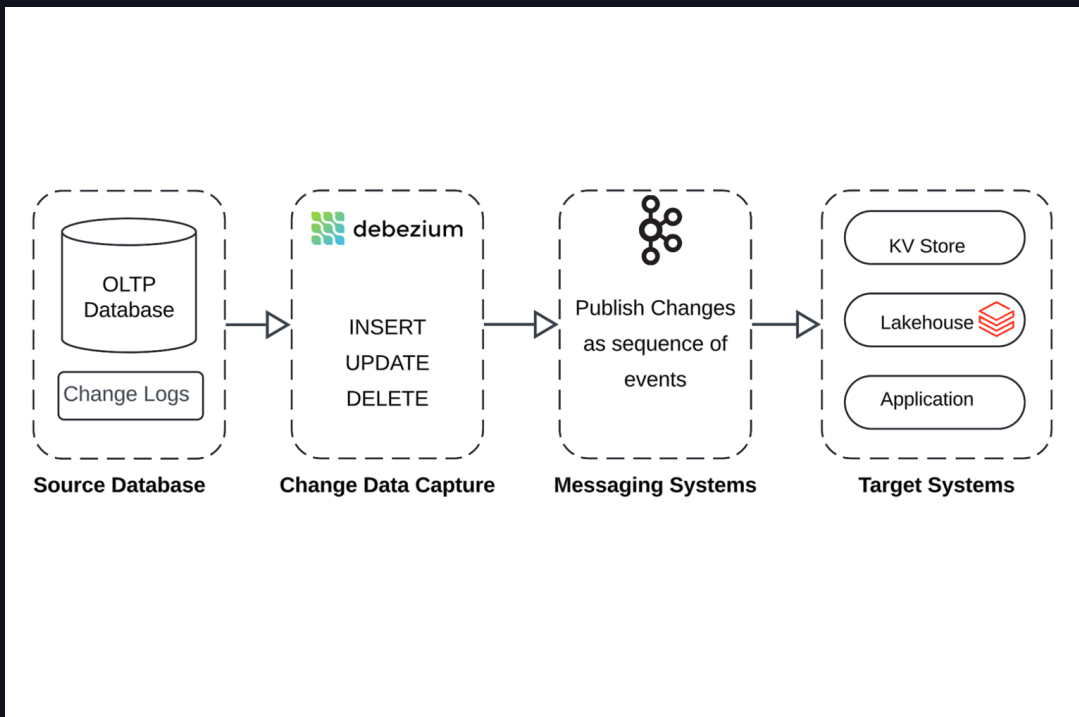 OLTP
Database
Change Logs
Source Database
debezium
INSERT
UPDATE
DELETE
Change Data Capture
Publish Changes
as sequence of
events
Messaging Systems
KV Store
Lakehouse
Application
Target Systems